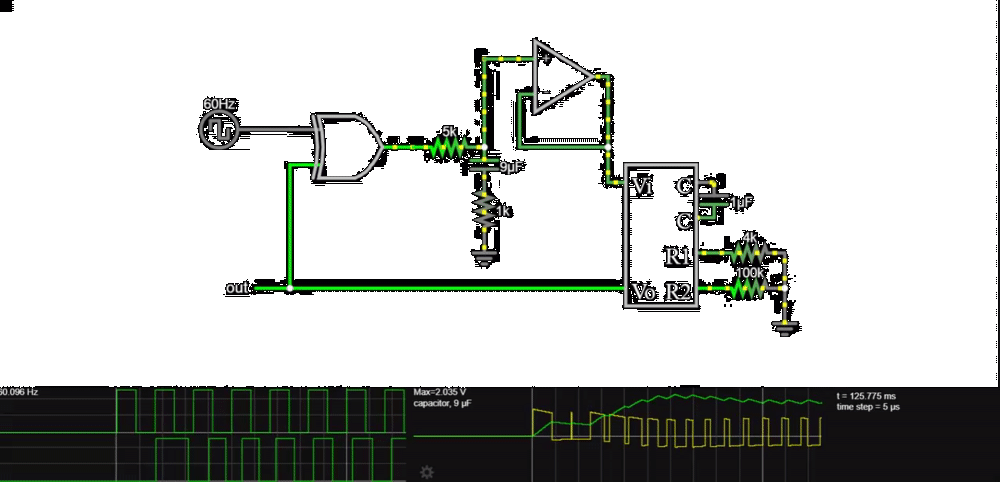 60Hz
5k
9µF
1k
Vi
C
1µF
C
4k
R1
100k
out
Vo
R2
60.096 Hz
Max=2.035 V
capacitor, 9 µF
t = 125.775 ms
time step = 5 µs